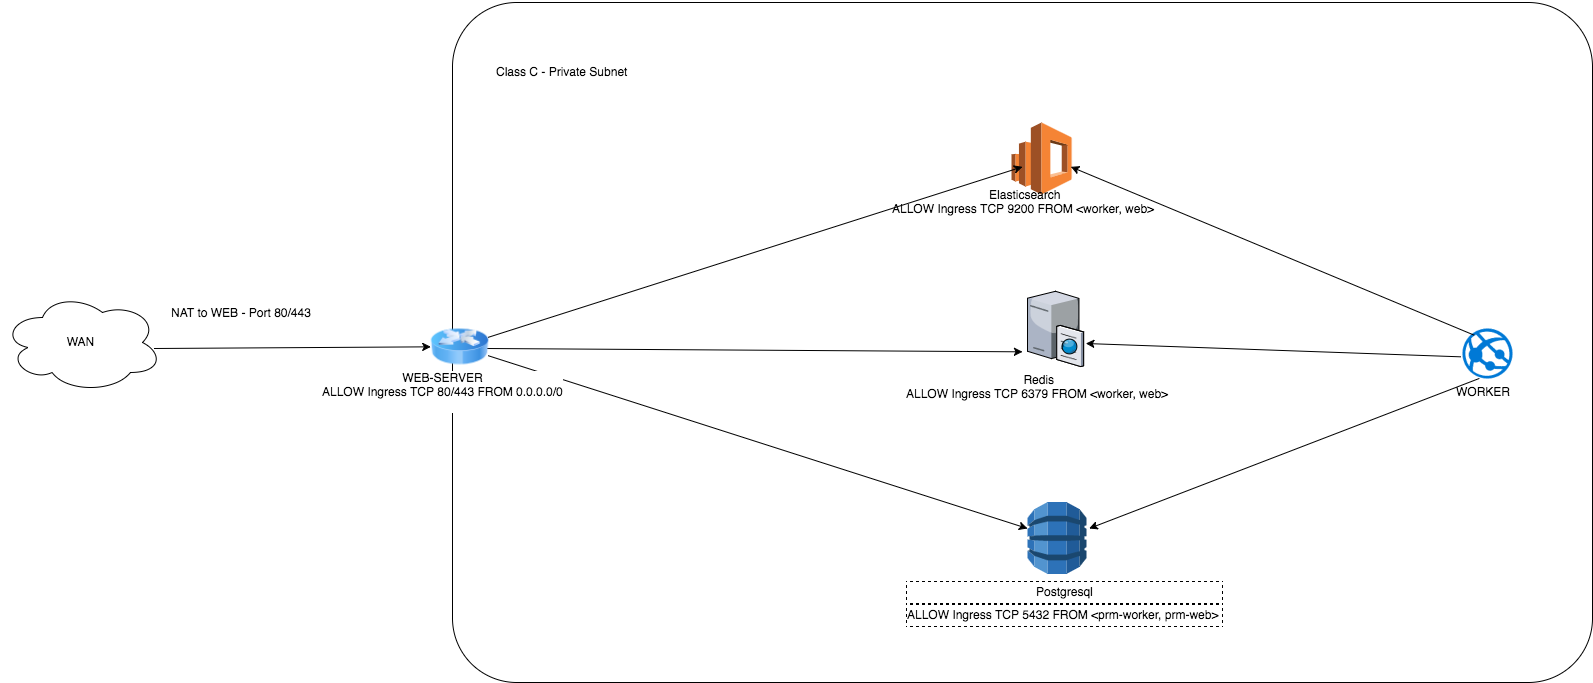 Class C - Private Subnet
Elasticsearch
ALLOW Ingress TCP 9200 FROM <worker, web>
NAT to WEB - Port 80/443
WAN
WEB-SERVER
ALLOW Ingress TCP 80/443 FROM 0.0.0.0/0
Redis
ALLOW Ingress TCP 6379 FROM <worker, web>
WORKER
Postgresql
ALLOW Ingress TCP 5432 FROM <prm-worker, prm-web>